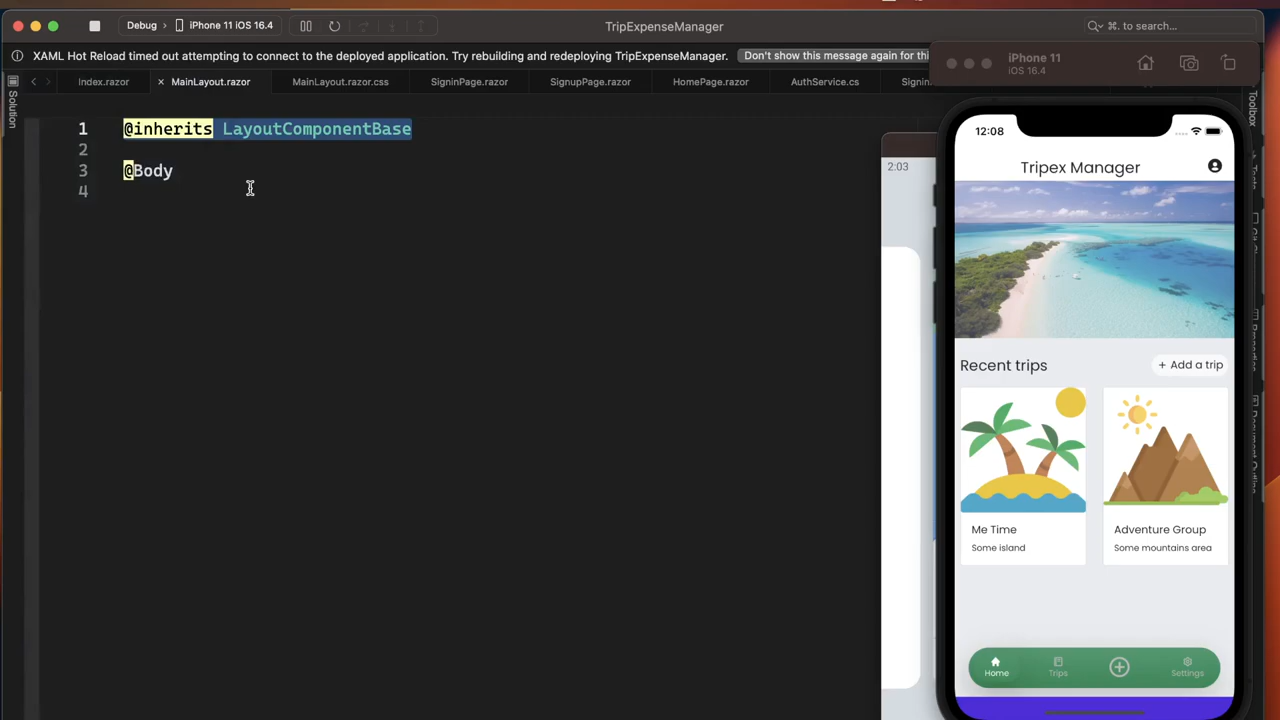 Debug > iPhone 11 iOS 16.4
TripExpenseManager
⌘. to search...
XAML Hot Reload timed out attempting to connect to the deployed application. Try rebuilding and redeploying TripExpenseManager.
Don't show this message again for thi
iPhone 11
iOS 16.4
Index.razor
× MainLayout.razor
MainLayout.razor.css
SigninPage.razor
SignupPage.razor
HomePage.razor
AuthService.cs
Signin
Solution
Toolbox
1 @inherits LayoutComponentBase
2
3 @Body
4
2:03
12:08
Tripex Manager
Recent trips
+ Add a trip
Me Time
Some island
Adventure Group
Some mountains area
Home
Trips
Settings
Document Outline